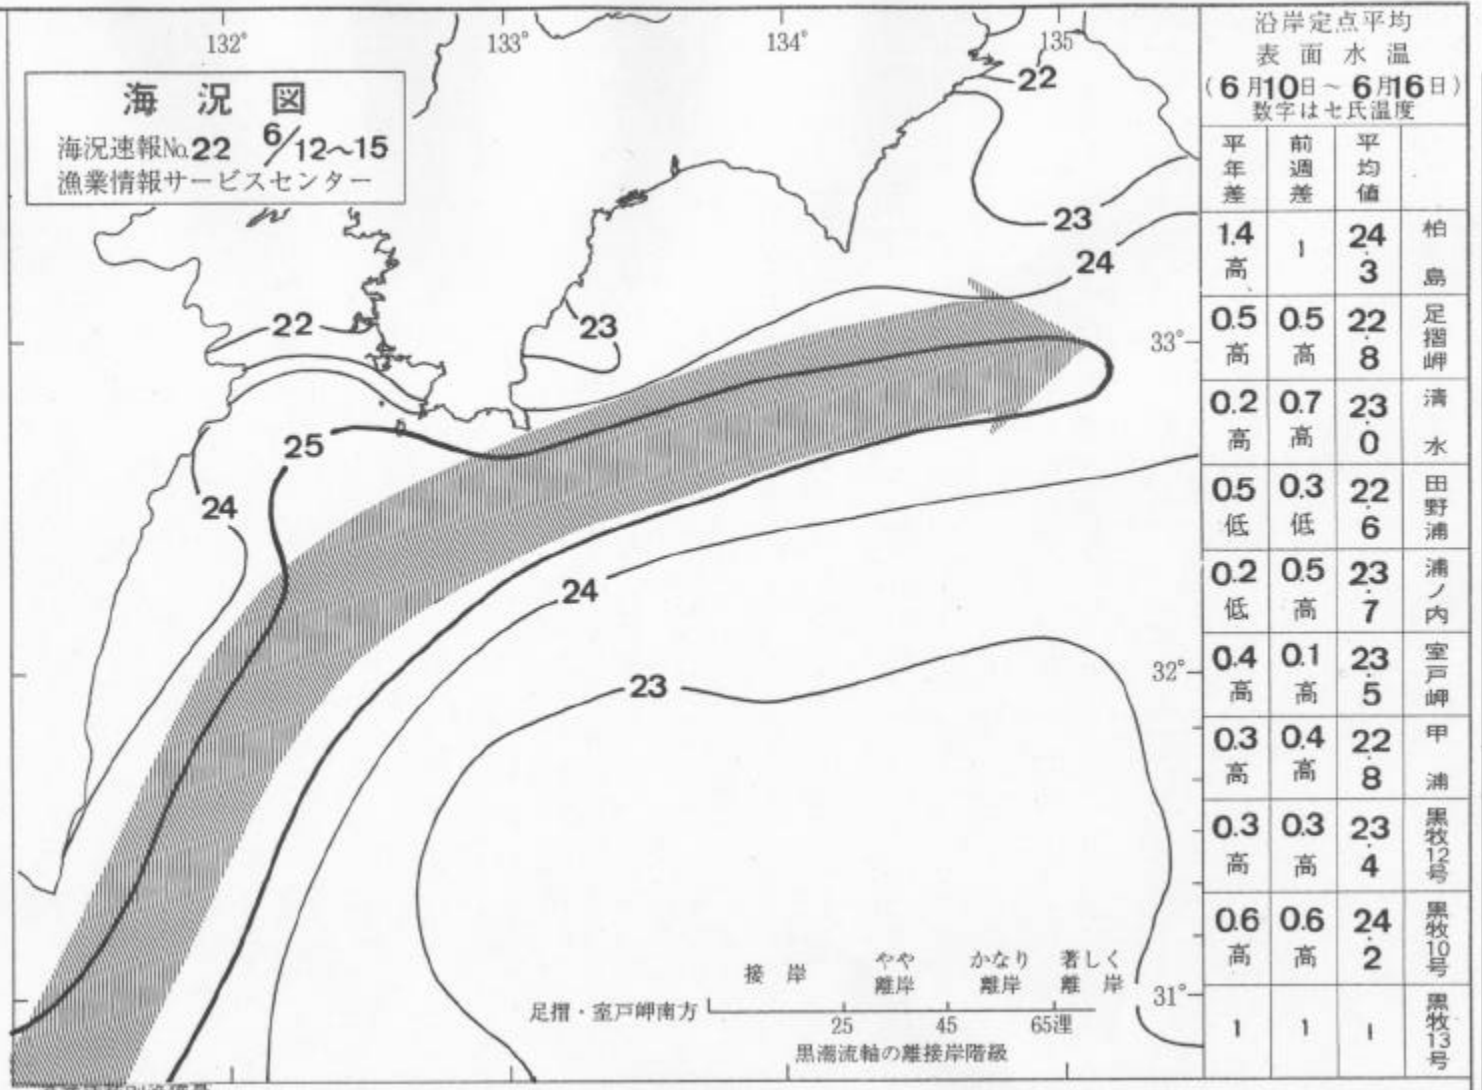 132°
133°
134°
135
海況図
海況速報No.22 6/12～15
漁業情報サービスセンター
22
23
24
22
23
33°
25
24
24
23
32°
31°
接岸
やや離岸
かなり離岸
著しく離岸
足摺・室戸岬南方
25 45 65浬
黒潮流軸の離接岸階級
沿岸定点平均
表面水温
(6月10日～6月16日)
数字はセ氏温度
平年差 前週差 平均値
1.4高 - 24.3 柏島
0.5高 0.5高 22.8 足摺岬
0.2高 0.7高 23.0 清水
0.5低 0.3低 22.6 田野浦
0.2低 0.5高 23.7 浦ノ内
0.4高 0.1高 23.5 室戸岬
0.3高 0.4高 22.8 甲浦
0.3高 0.3高 23.4 黒牧12号
0.6高 0.6高 24.2 黒牧10号
- - - 黒牧13号